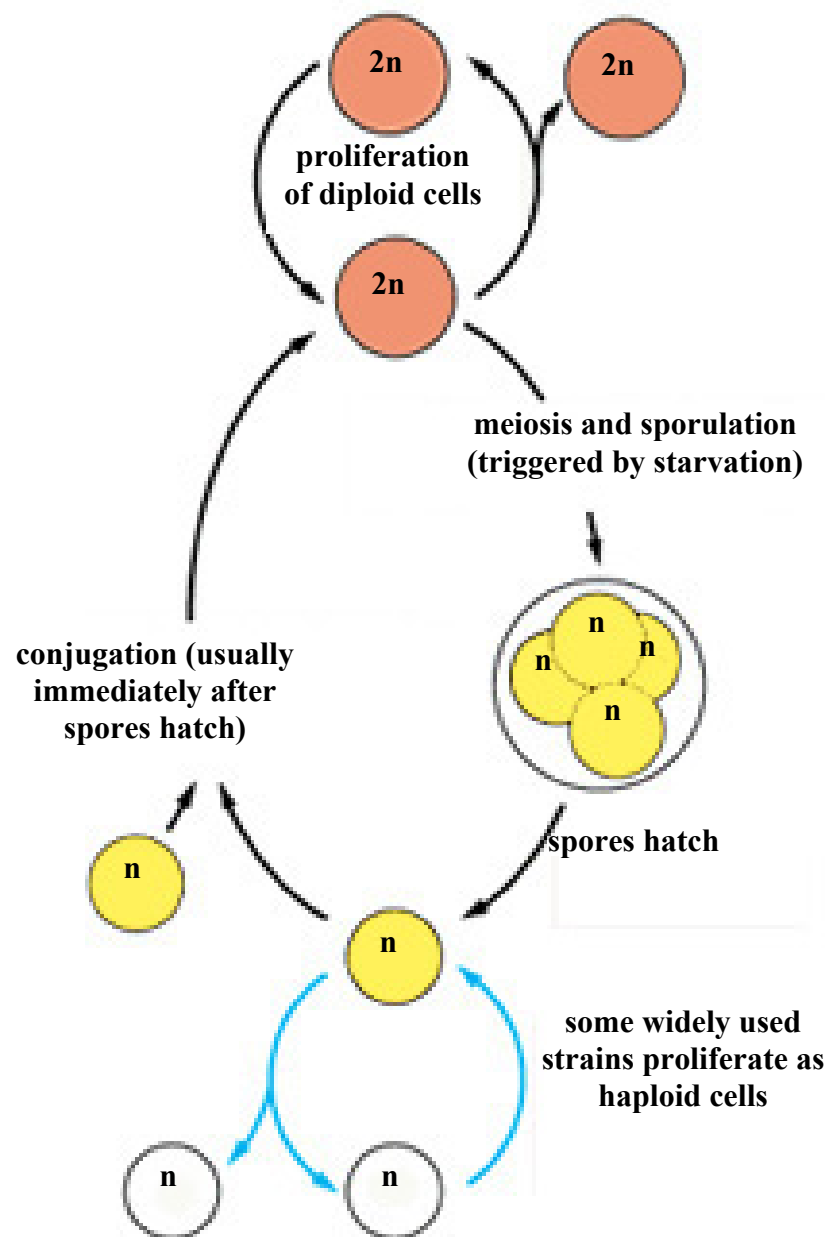 2n
2n
proliferation
of diploid cells
2n
meiosis and sporulation
(triggered by starvation)
n
n
n
n
conjugation (usually
immediately after
spores hatch)
spores hatch
n
n
some widely used
strains proliferate as
haploid cells
n
n